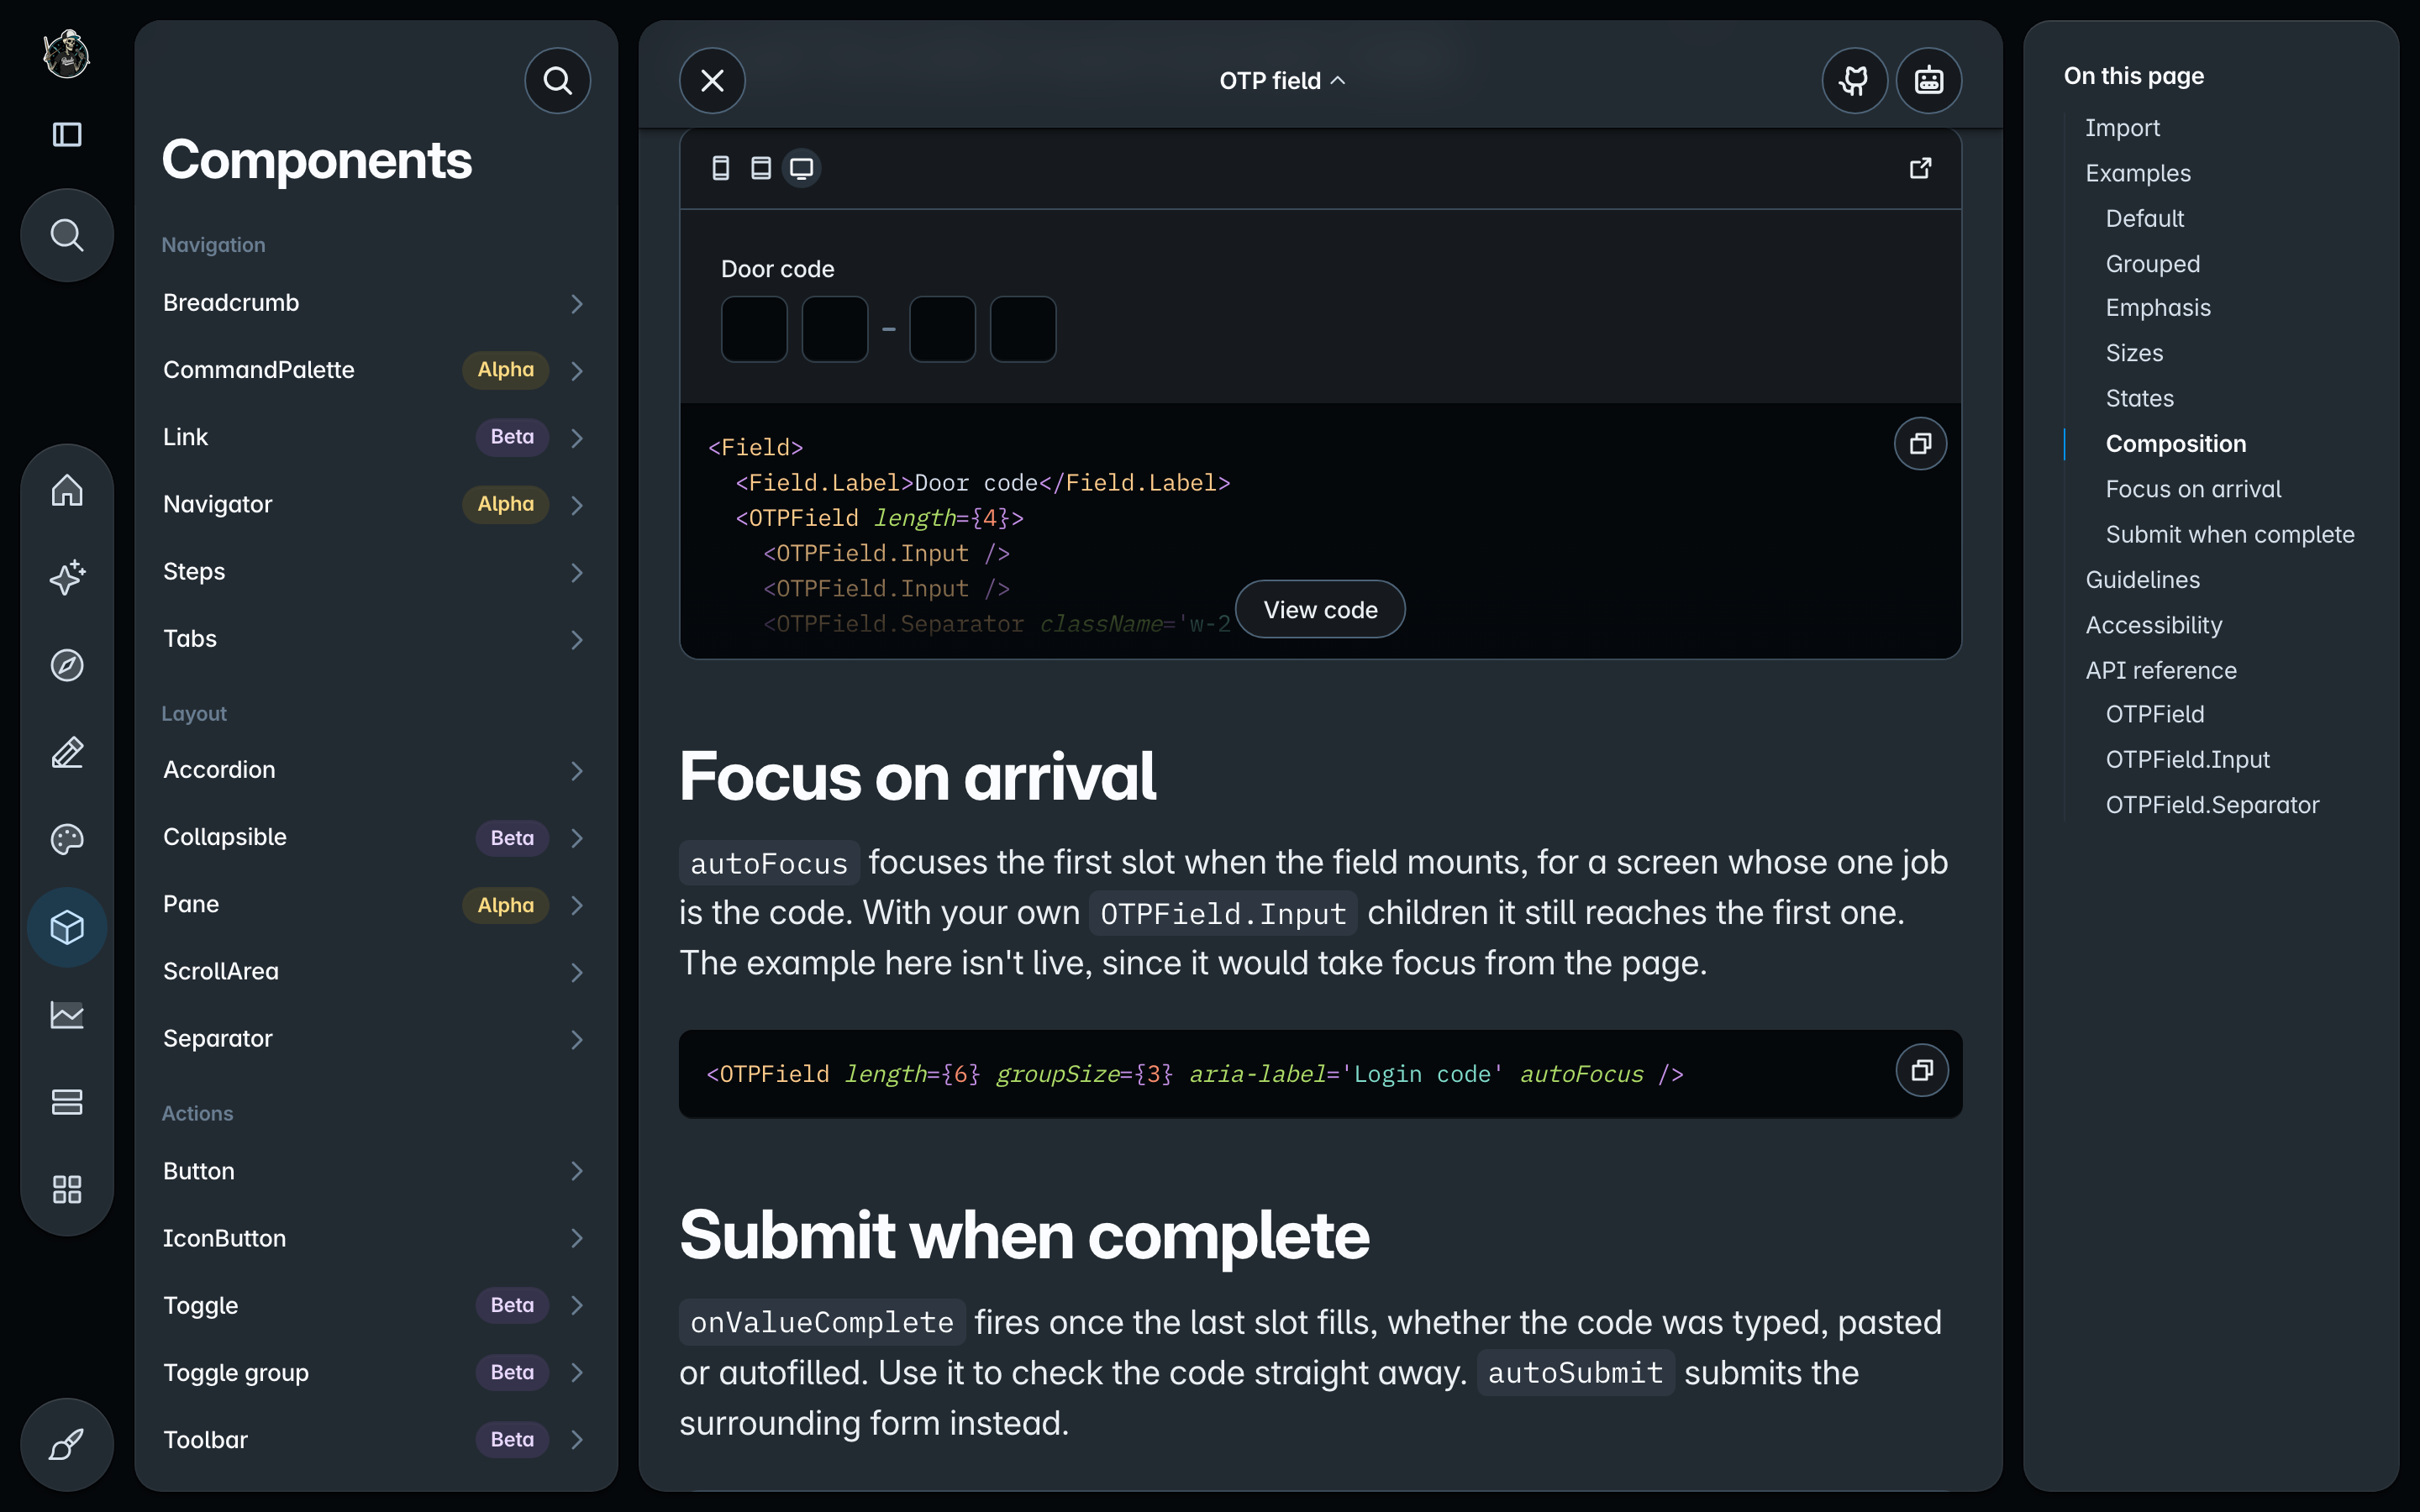 Components
Navigation
Breadcrumb
CommandPalette Alpha
Link Beta
Navigator Alpha
Steps
Tabs
Layout
Accordion
Collapsible Beta
Pane Alpha
ScrollArea
Separator
Actions
Button
IconButton
Toggle Beta
Toggle group Beta
Toolbar Beta
OTP field
Door code
<Field>
<Field.Label>Door code</Field.Label>
<OTPField length={4}>
<OTPField.Input />
<OTPField.Input />
<OTPField.Separator className='w-2
View code
Focus on arrival
autoFocus focuses the first slot when the field mounts, for a screen whose one job
is the code. With your own OTPField.Input children it still reaches the first one.
The example here isn't live, since it would take focus from the page.
<OTPField length={6} groupSize={3} aria-label='Login code' autoFocus />
Submit when complete
onValueComplete fires once the last slot fills, whether the code was typed, pasted
or autofilled. Use it to check the code straight away. autoSubmit submits the
surrounding form instead.
On this page
Import
Examples
Default
Grouped
Emphasis
Sizes
States
Composition
Focus on arrival
Submit when complete
Guidelines
Accessibility
API reference
OTPField
OTPField.Input
OTPField.Separator